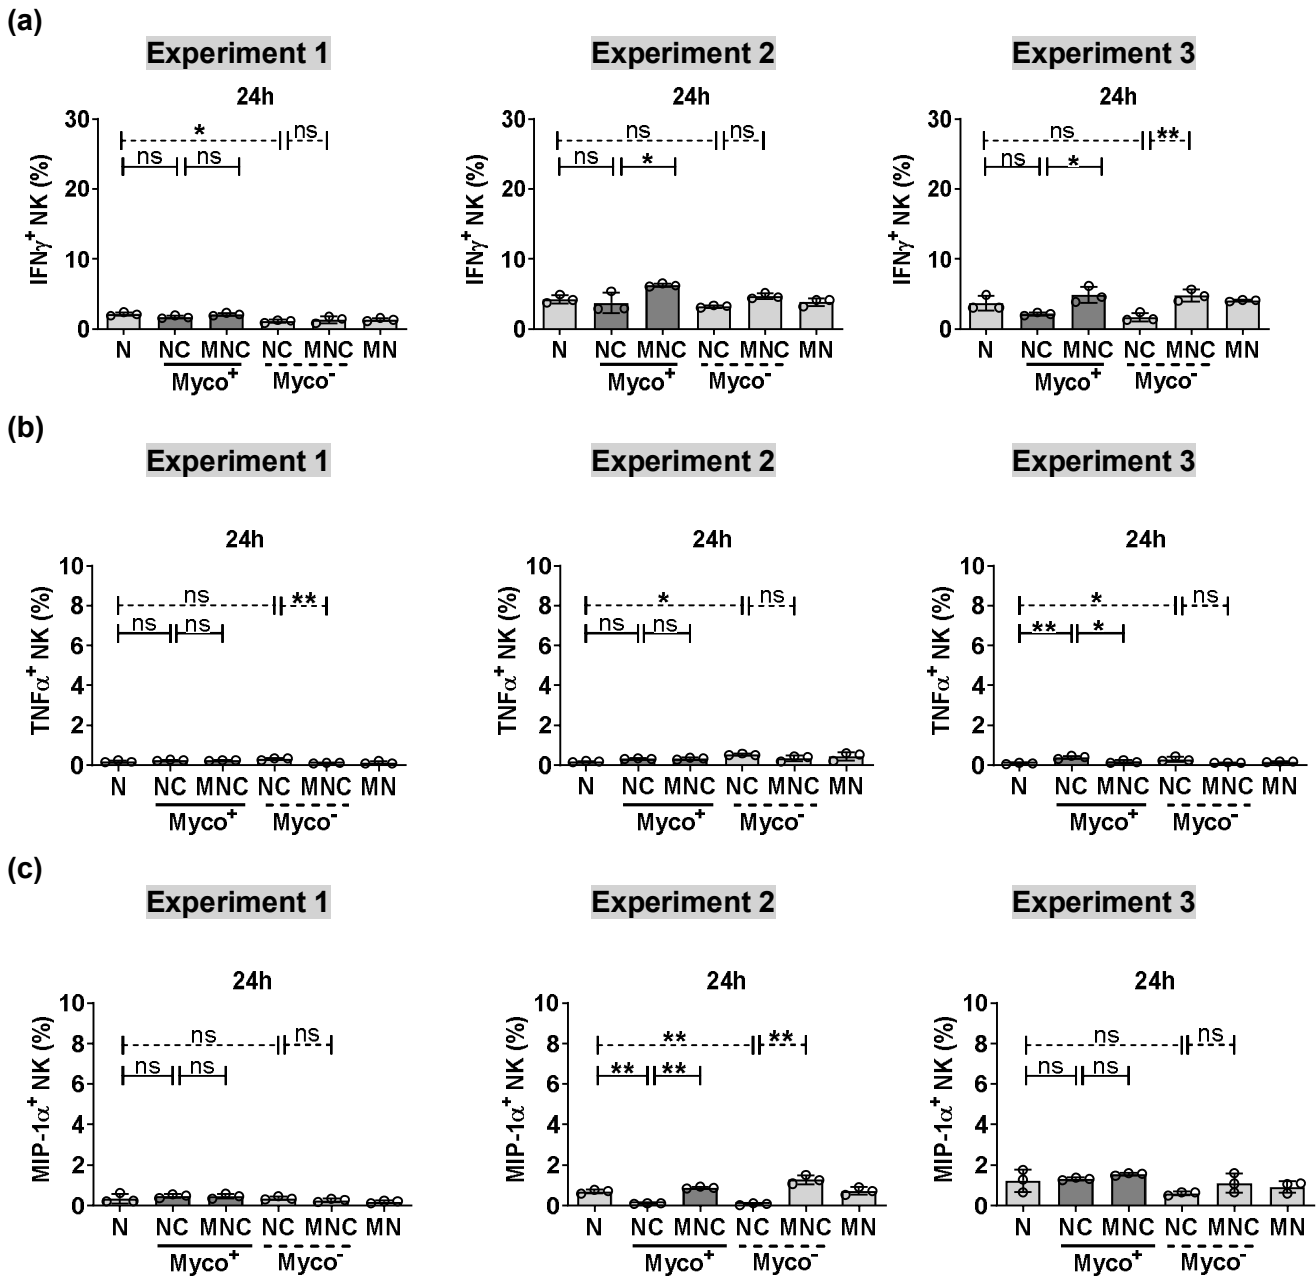 (a)
Experiment 1 Experiment 2 Experiment 3
24h 24h 24h
IFNγ⁺ NK (%) IFNγ⁺ NK (%) IFNγ⁺ NK (%)
30 30 30
* ns ns ns ns **
ns ns ns * ns *
20 20 20
10 10 10
0 0 0
N NC MNC NC MNC MN N NC MNC NC MNC MN N NC MNC NC MNC MN
Myco⁺ Myco⁻ Myco⁺ Myco⁻ Myco⁺ Myco⁻
(b)
Experiment 1 Experiment 2 Experiment 3
24h 24h 24h
TNFα⁺ NK (%) TNFα⁺ NK (%) TNFα⁺ NK (%)
10 10 10
ns ** * ns * ns
8 8 8
ns ns ns ns ** *
6 6 6
4 4 4
2 2 2
0 0 0
N NC MNC NC MNC MN N NC MNC NC MNC MN N NC MNC NC MNC MN
Myco⁺ Myco⁻ Myco⁺ Myco⁻ Myco⁺ Myco⁻
(c)
Experiment 1 Experiment 2 Experiment 3
24h 24h 24h
MIP-1α⁺ NK (%) MIP-1α⁺ NK (%) MIP-1α⁺ NK (%)
10 10 10
ns ns ** ** ns ns
8 8 8
ns ns ** ** ns ns
6 6 6
4 4 4
2 2 2
0 0 0
N NC MNC NC MNC MN N NC MNC NC MNC MN N NC MNC NC MNC MN
Myco⁺ Myco⁻ Myco⁺ Myco⁻ Myco⁺ Myco⁻